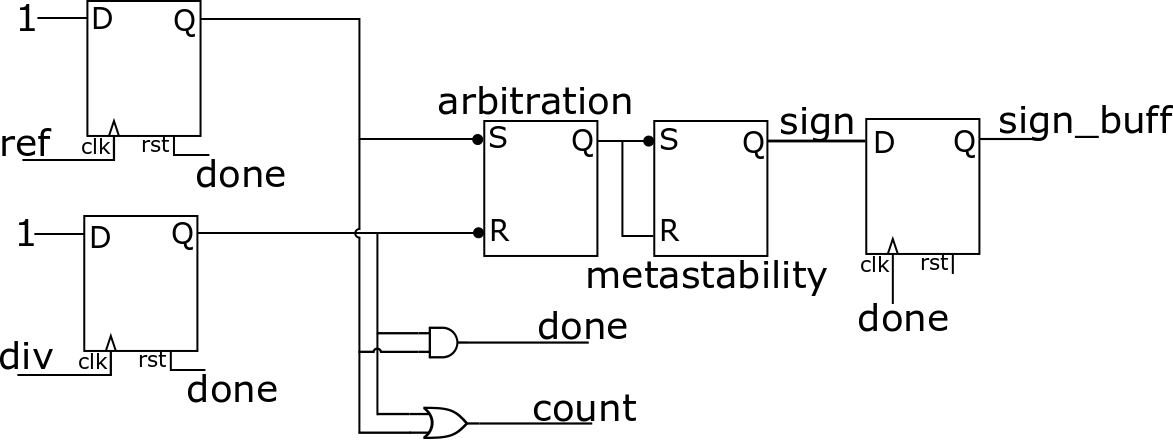 1
D
Q
ref
clk
rst
done
1
D
Q
div
clk
rst
done
arbitration
S
Q
R
S
Q
R
metastability
sign
D
Q
clk
rst
done
sign_buff
done
count